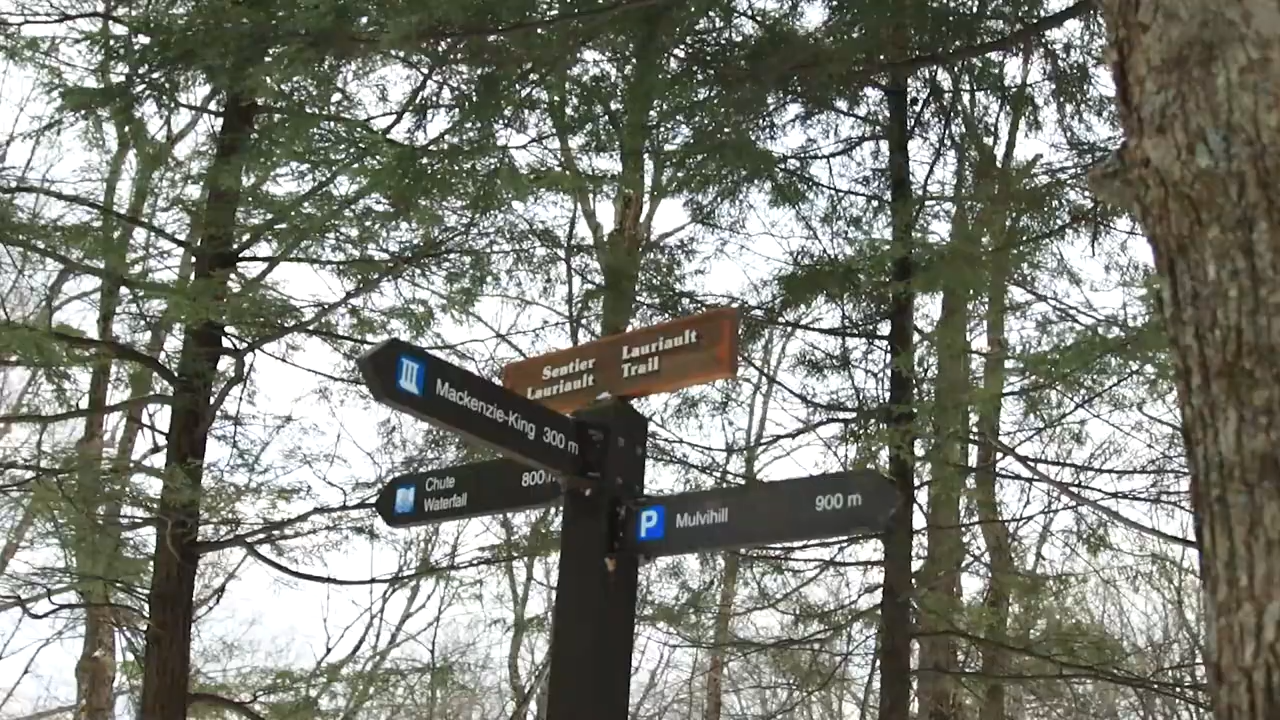 Sentier Lauriault
Lauriault Trail
Mackenzie-King 300 m
Chute
Waterfall 800 m
P Mulvihill 900 m